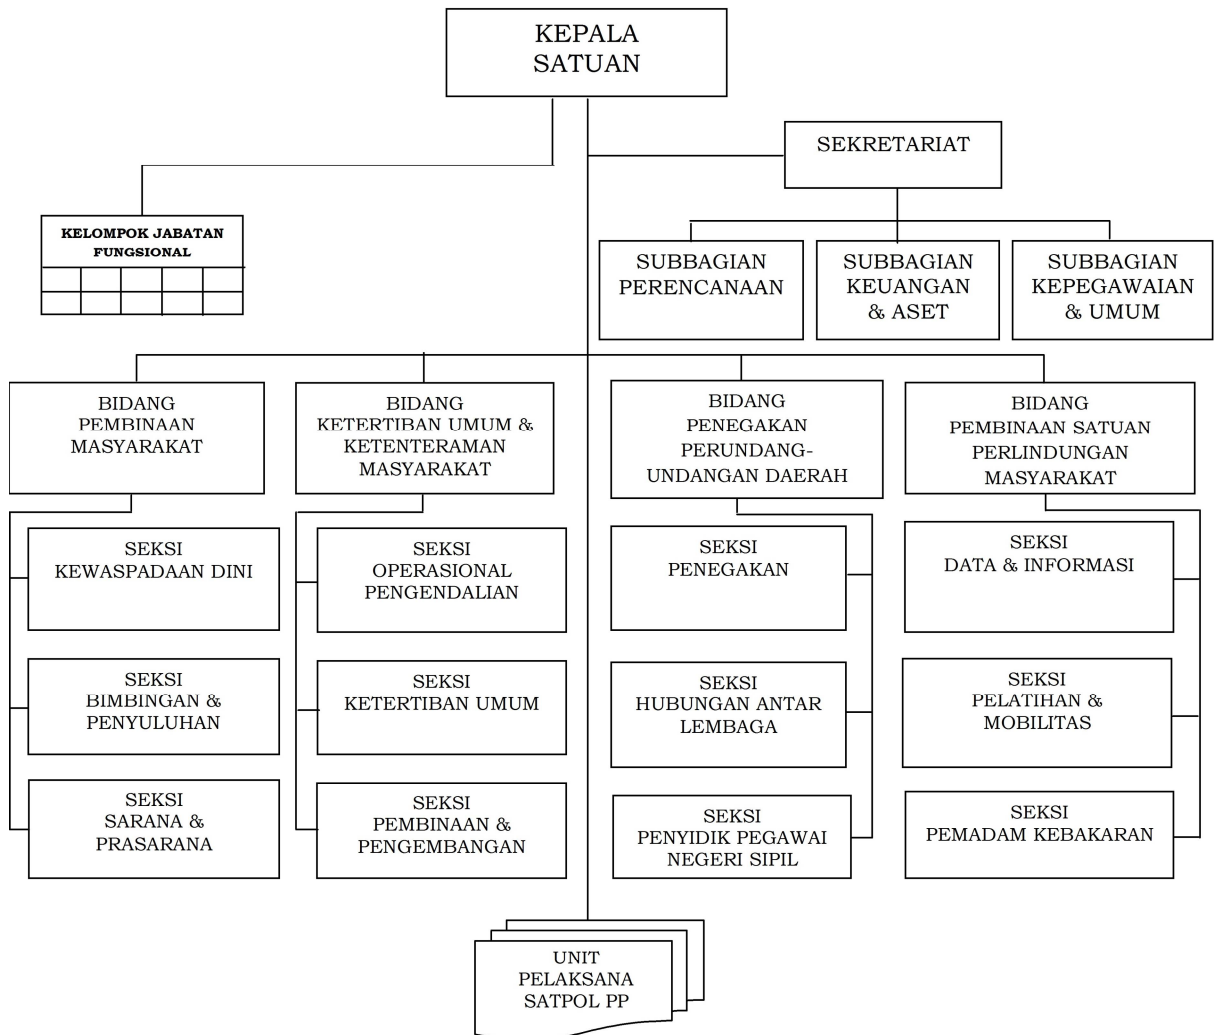 KEPALA
SATUAN
SEKRETARIAT
KELOMPOK JABATAN
FUNGSIONAL
SUBBAGIAN
PERENCANAAN
SUBBAGIAN
KEUANGAN
& ASET
SUBBAGIAN
KEPEGAWAIAN
& UMUM
BIDANG
PEMBINAAN
MASYARAKAT
BIDANG
KETERTIBAN UMUM &
KETENTERAMAN
MASYARAKAT
BIDANG
PENEGAKAN
PERUNDANG-
UNDANGAN DAERAH
BIDANG
PEMBINAAN SATUAN
PERLINDUNGAN
MASYARAKAT
SEKSI
KEWASPADAAN DINI
SEKSI
OPERASIONAL
PENGENDALIAN
SEKSI
PENEGAKAN
SEKSI
DATA & INFORMASI
SEKSI
BIMBINGAN &
PENYULUHAN
SEKSI
KETERTIBAN UMUM
SEKSI
HUBUNGAN ANTAR
LEMBAGA
SEKSI
PELATIHAN &
MOBILITAS
SEKSI
SARANA &
PRASARANA
SEKSI
PEMBINAAN &
PENGEMBANGAN
SEKSI
PENYIDIK PEGAWAI
NEGERI SIPIL
SEKSI
PEMADAM KEBAKARAN
UNIT
PELAKSANA
SATPOL PP